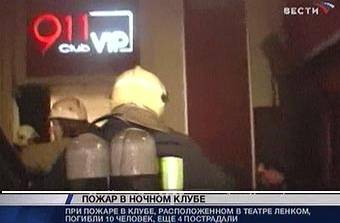 ВЕСТИ
911
Club VIP
ПОЖАР В НОЧНОМ КЛУБЕ
ПРИ ПОЖАРЕ В КЛУБЕ, РАСПОЛОЖЕННОМ В ТЕАТРЕ ЛЕНКОМ,
ПОГИБЛИ 10 ЧЕЛОВЕК, ЕЩЕ 4 ПОСТРАДАЛИ